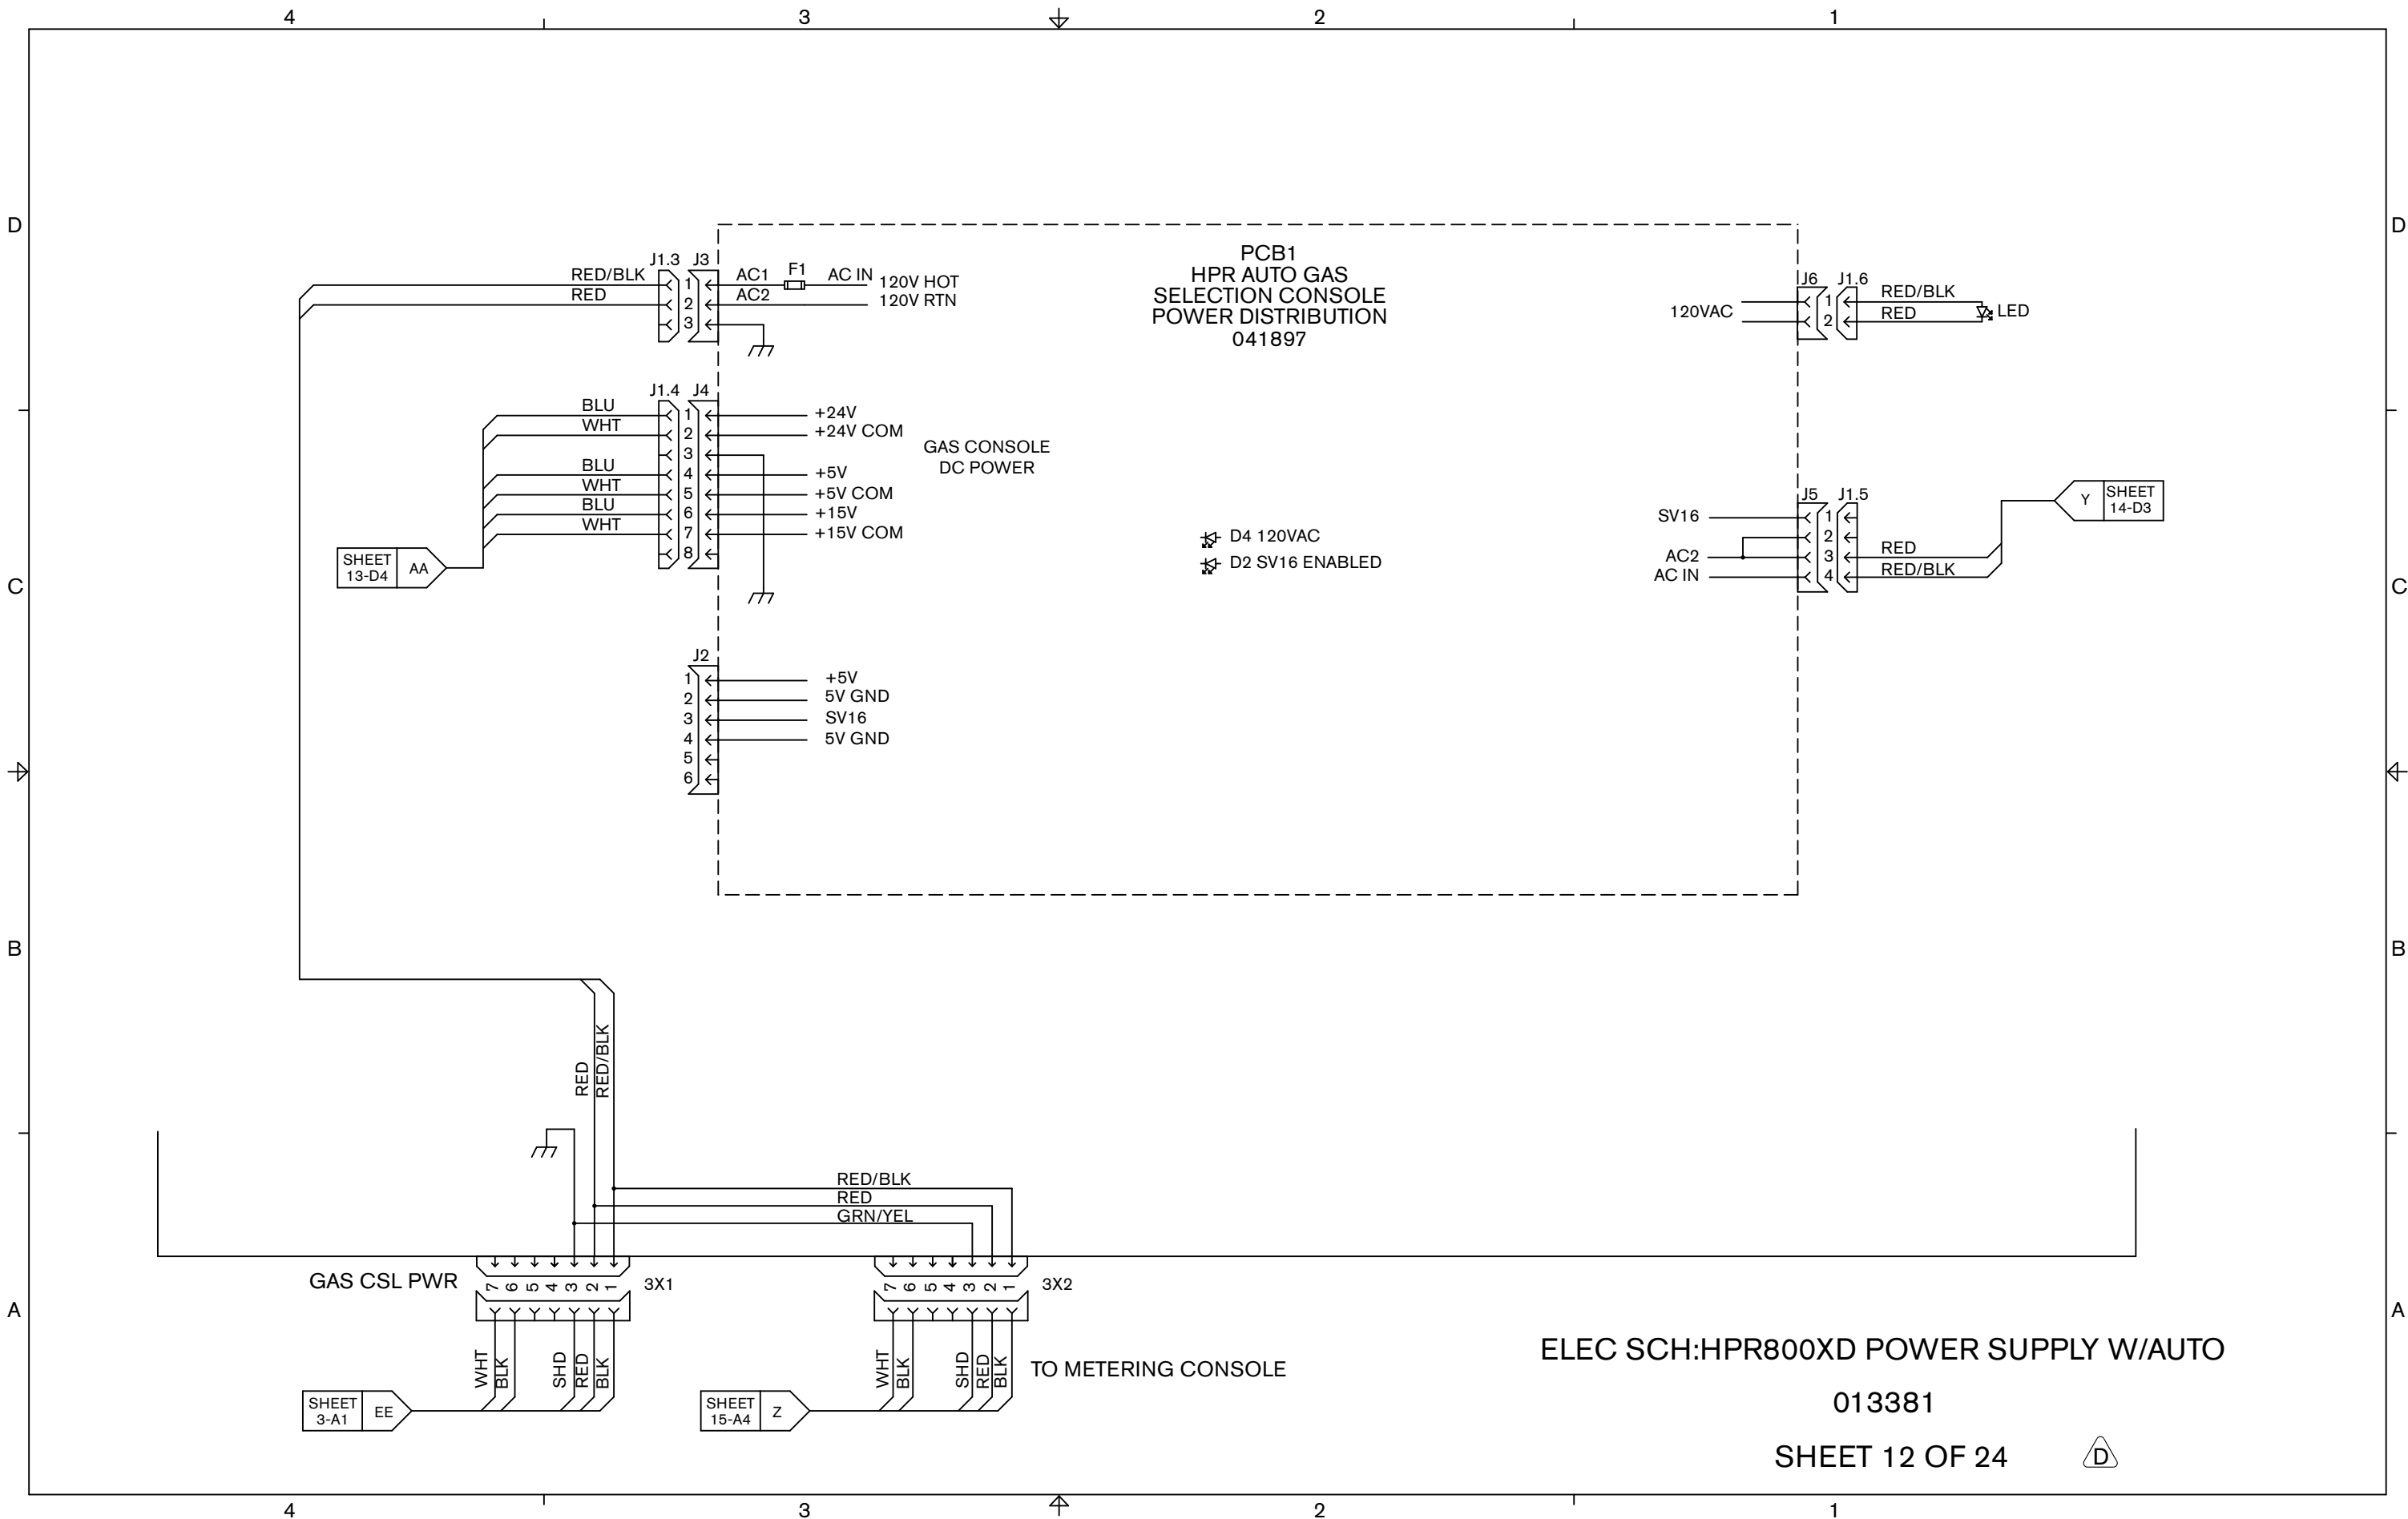 4 3 2 1
D D
PCB1
HPR AUTO GAS
SELECTION CONSOLE
POWER DISTRIBUTION
041897
J1.3 J3
RED/BLK 1 AC1 F1 AC IN 120V HOT
RED 2 AC2 120V RTN
3
J6 J1.6
120VAC 1 RED/BLK LED
2 RED
J1.4 J4
BLU 1 +24V
WHT 2 +24V COM
3
BLU 4 +5V
WHT 5 +5V COM
BLU 6 +15V
WHT 7 +15V COM
8
GAS CONSOLE
DC POWER
SHEET
13-D4
AA
D4 120VAC
D2 SV16 ENABLED
J5 J1.5
SV16 1
2
AC2 3 RED
AC IN 4 RED/BLK
Y
SHEET
14-D3
C C
J2
1 +5V
2 5V GND
3 SV16
4 5V GND
5
6
B B
RED
RED/BLK
RED/BLK
RED
GRN/YEL
GAS CSL PWR
7 6 5 4 3 2 1
3X1
7 6 5 4 3 2 1
3X2
A A
WHT
BLK
SHD
RED
BLK
WHT
BLK
SHD
RED
BLK
TO METERING CONSOLE
SHEET
3-A1
EE
SHEET
15-A4
Z
ELEC SCH:HPR800XD POWER SUPPLY W/AUTO
013381
SHEET 12 OF 24 D
4 3 2 1